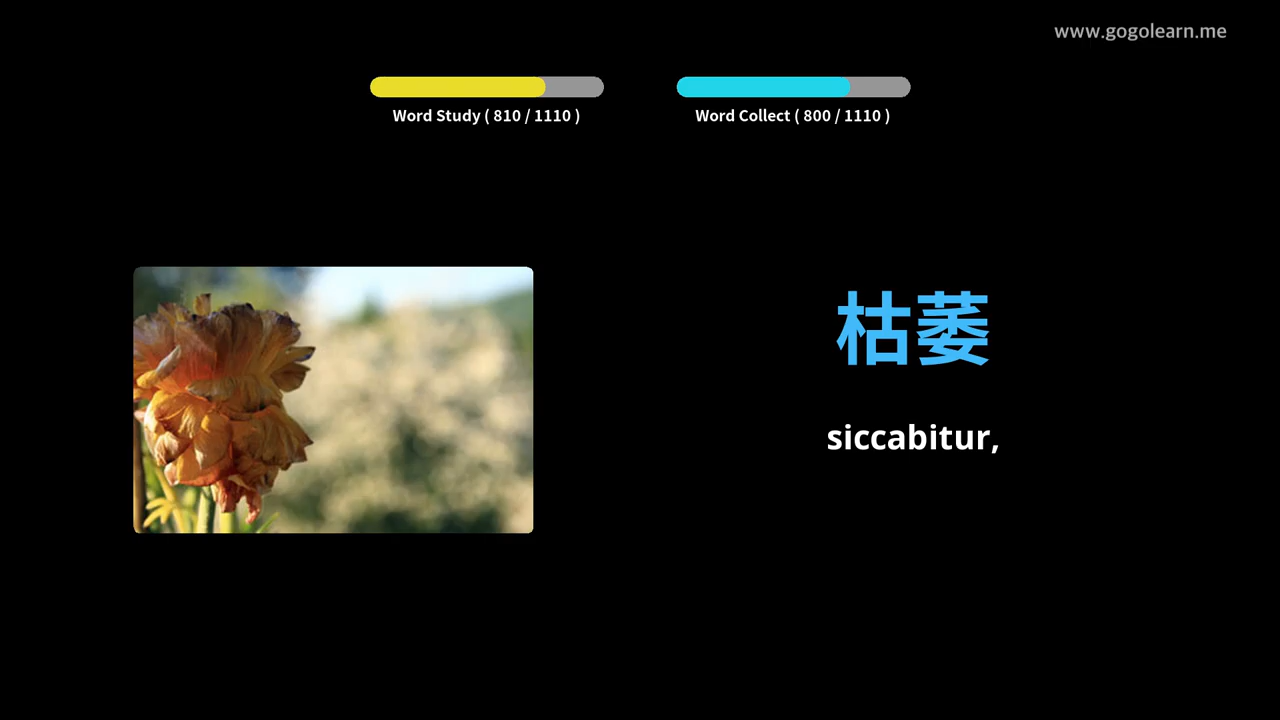 www.gogolearn.me
Word Study ( 810 / 1110 )
Word Collect ( 800 / 1110 )
枯萎
siccabitur,